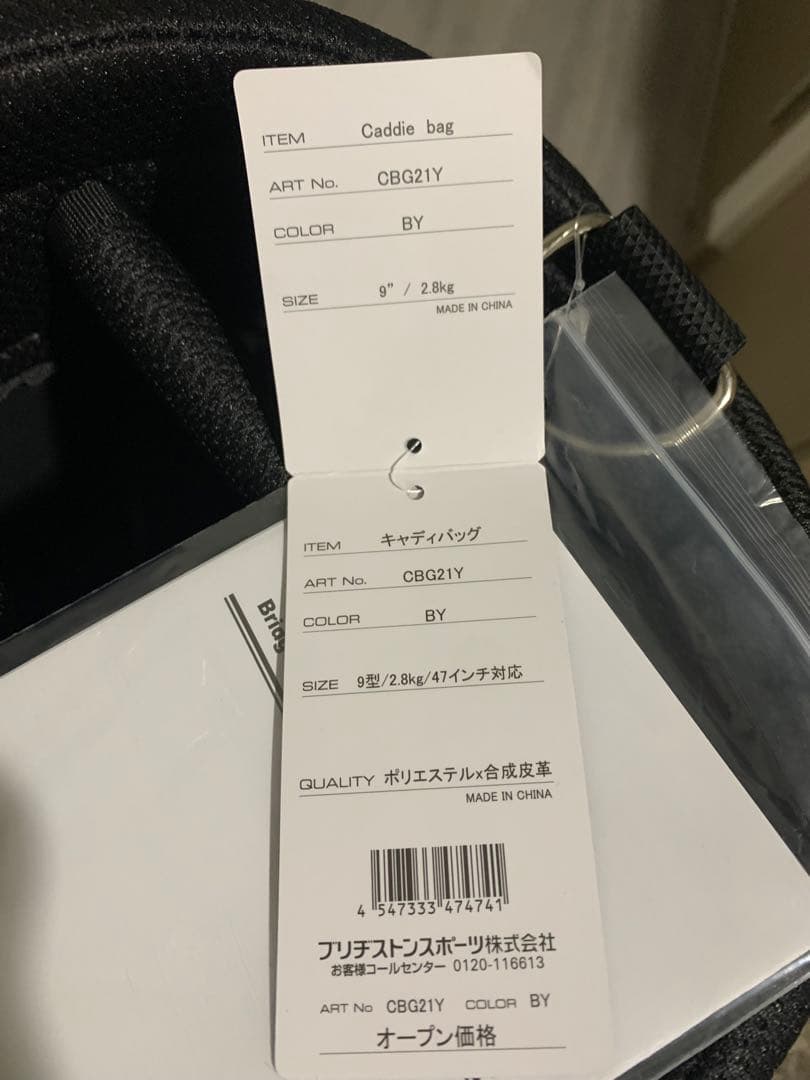 ITEM Caddie bag
ART No. CBG21Y
COLOR BY
SIZE 9" / 2.8kg
MADE IN CHINA
ITEM キャディバッグ
ART No. CBG21Y
COLOR BY
SIZE 9型/2.8kg/47インチ対応
QUALITY ポリエステルx合成皮革
MADE IN CHINA
4 547333 474741
ブリヂストンスポーツ株式会社
お客様コールセンター 0120-116613
ART No CBG21Y COLOR BY
オープン価格